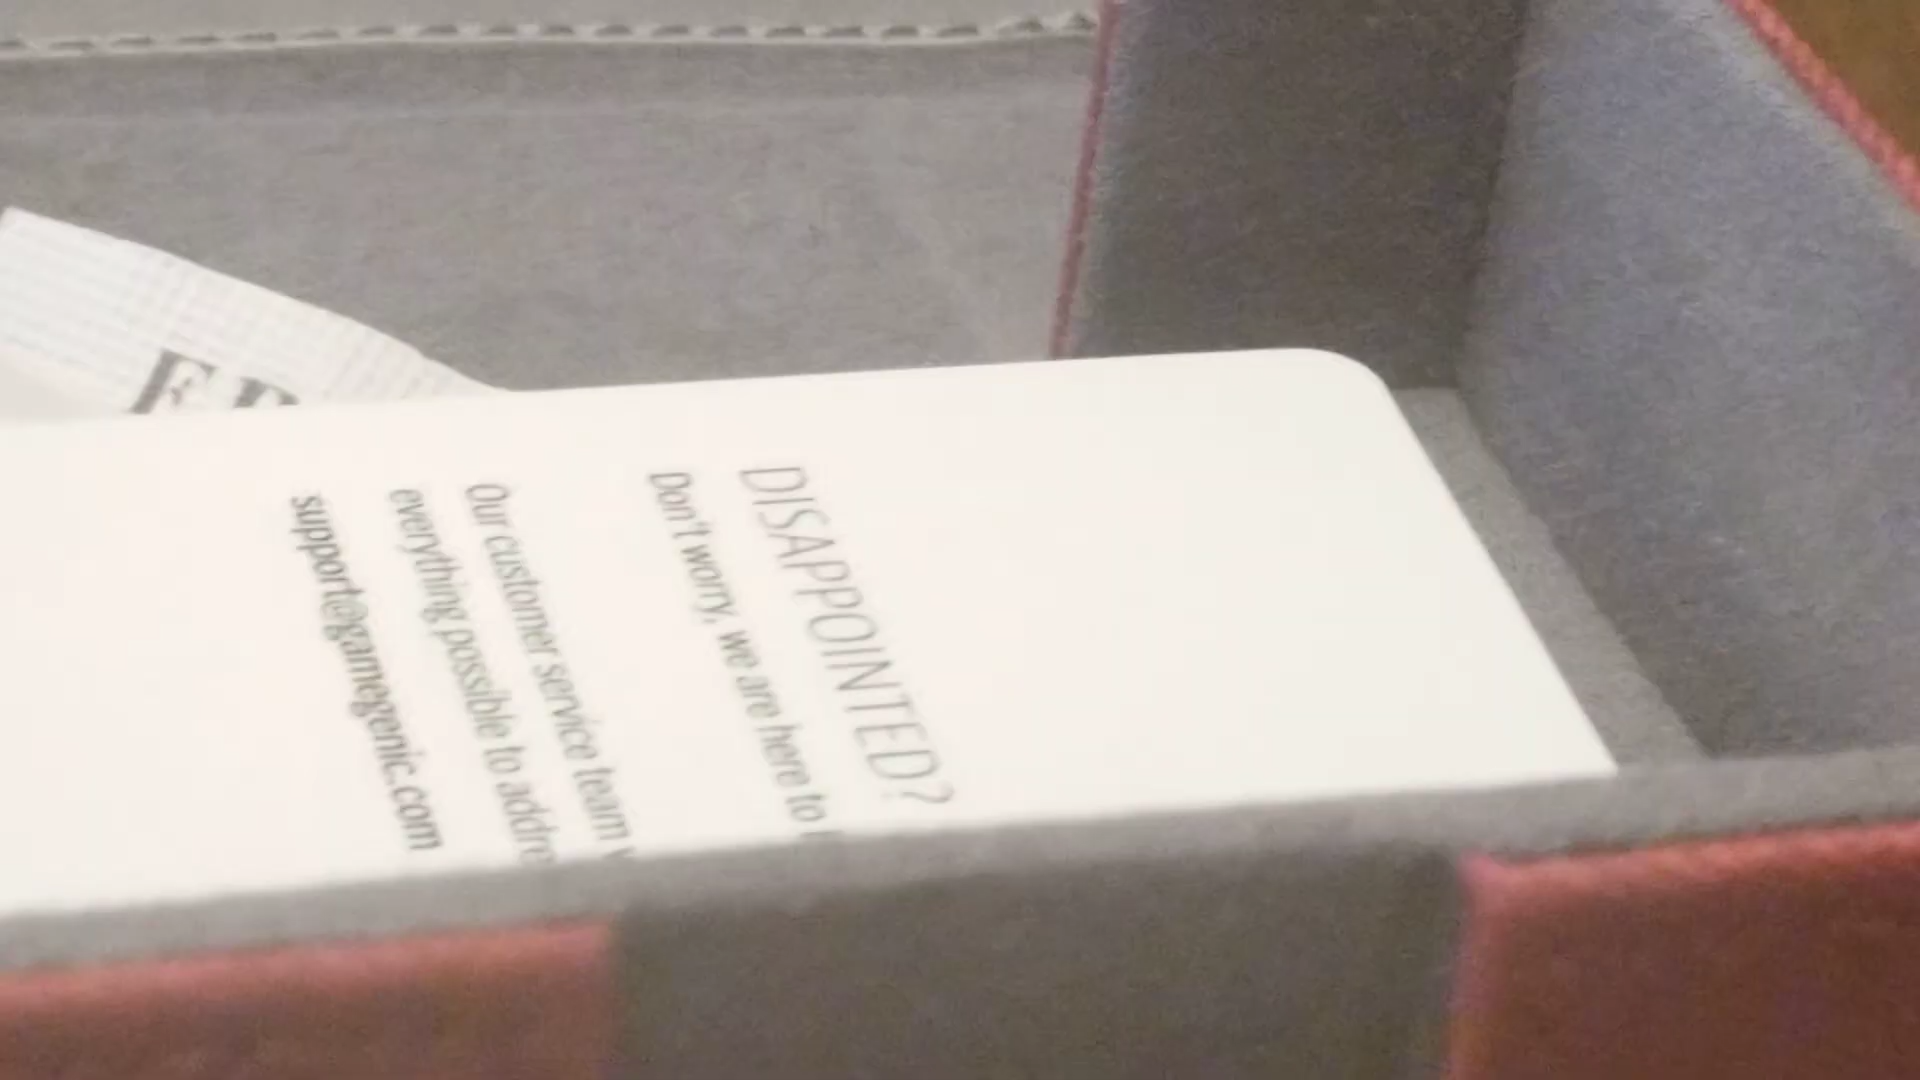 DISAPPOINTED?
Don't worry, we are here to
Our customer service team
everything possible to
support@gamegenic.com